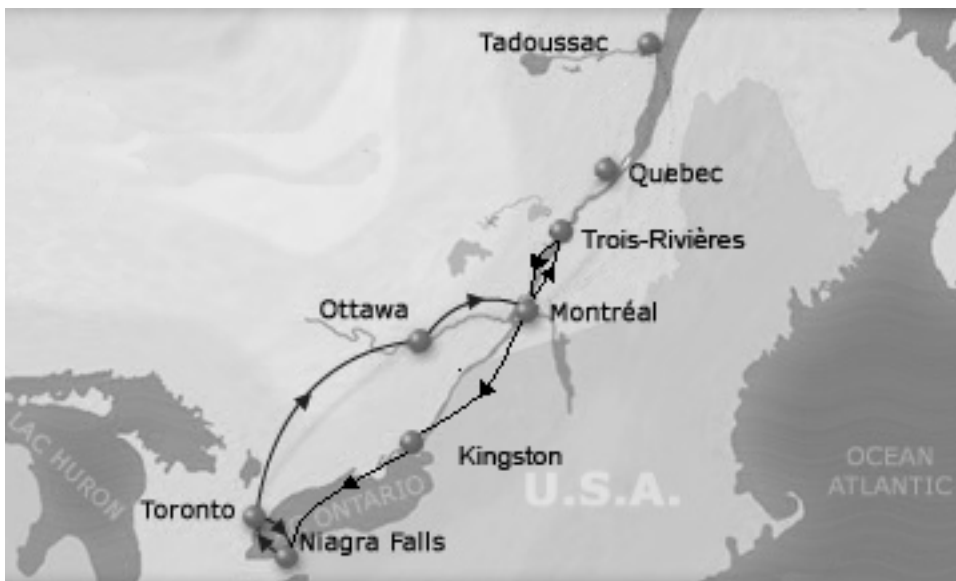 Tadoussac
Quebec
Trois-Rivières
Ottawa
Montréal
LAC HURON
Kingston
U.S.A.
OCEAN
ATLANTIC
ONTARIO
Toronto
Niagra Falls